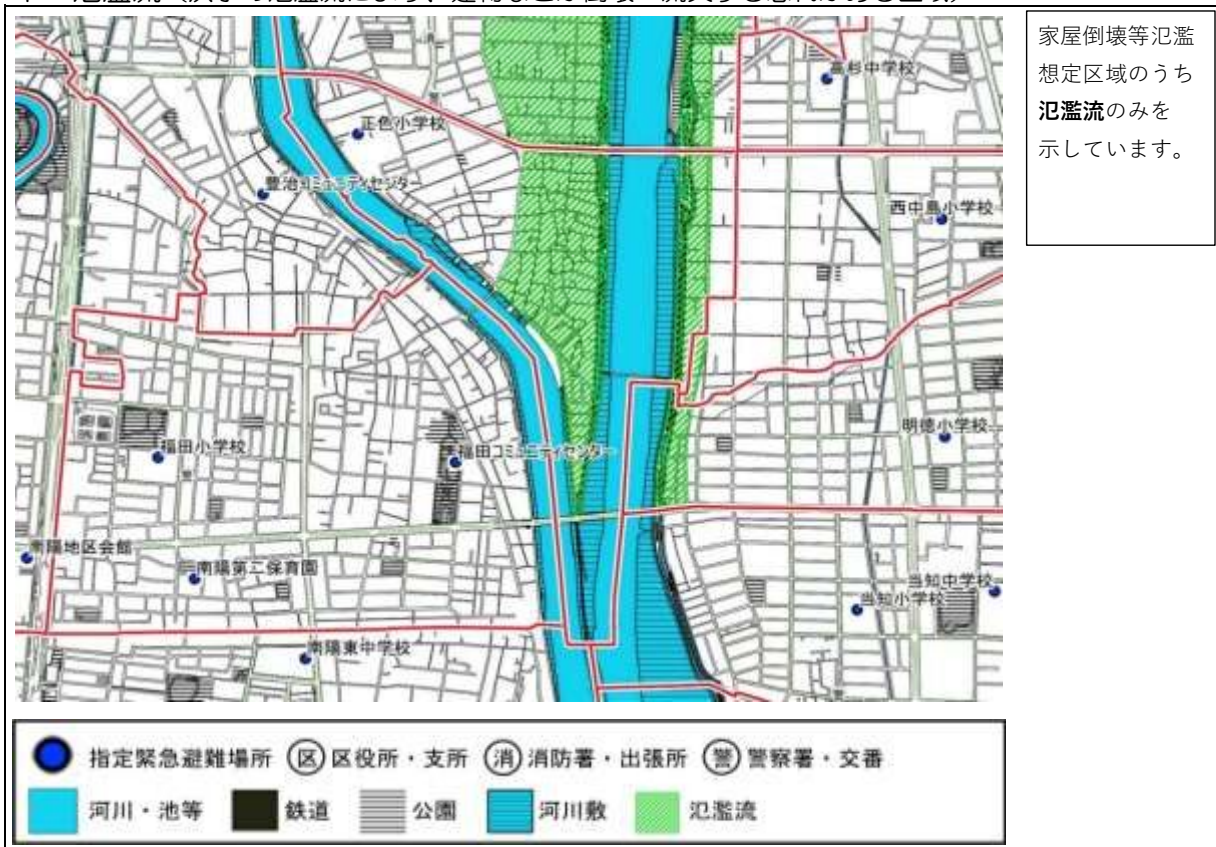 家屋倒壊等氾濫
想定区域のうち
氾濫流のみを
示しています。
高杉中学校
正色小学校
豊治コミュニティセンター
西中島小学校
明徳小学校
福田小学校
福田コミュニティセンター
南陽地区会館
南陽第二保育園
当知中学校
当知小学校
南陽東中学校
指定緊急避難場所 区 区役所・支所 消 消防署・出張所 警 警察署・交番
河川・池等 鉄道 公園 河川敷 氾濫流